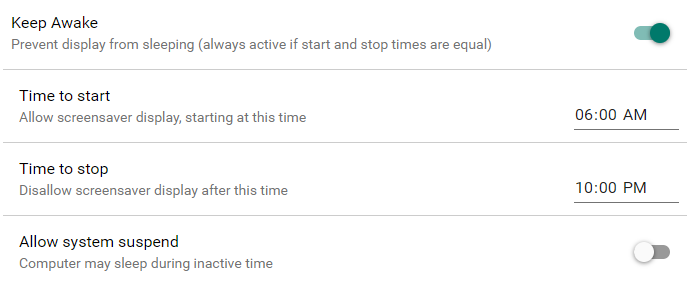 Keep Awake
Prevent display from sleeping (always active if start and stop times are equal)
Time to start
Allow screensaver display, starting at this time
06:00 AM
Time to stop
Disallow screensaver display after this time
10:00 PM
Allow system suspend
Computer may sleep during inactive time